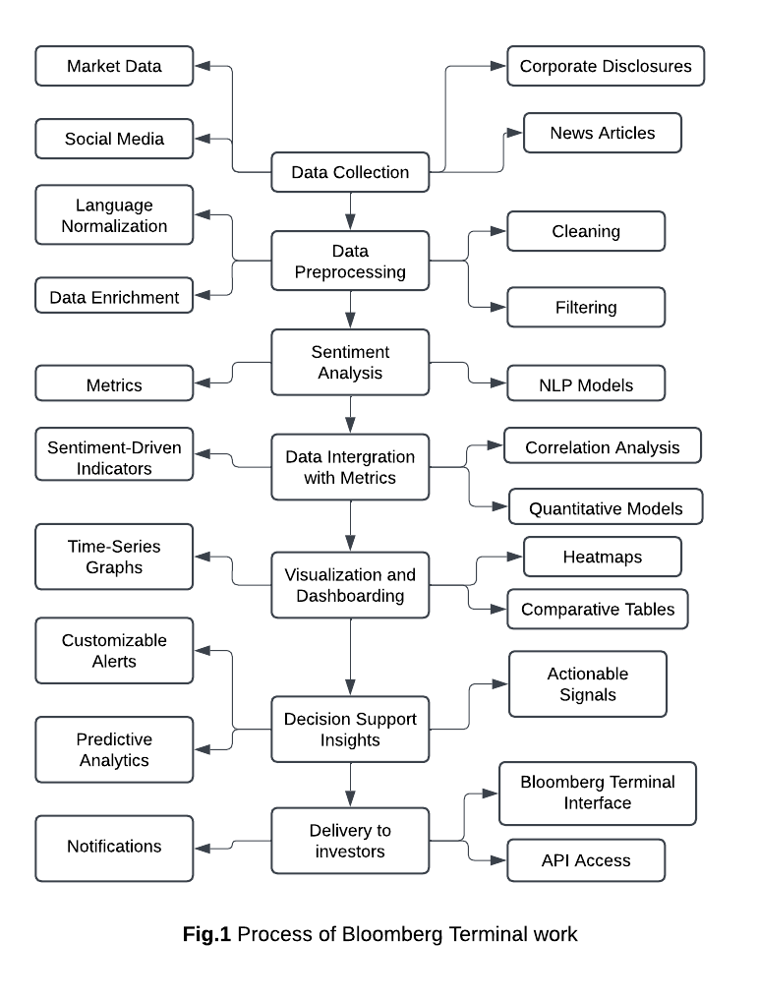 Market Data
Corporate Disclosures
Social Media
News Articles
Data Collection
Language
Normalization
Cleaning
Data
Preprocessing
Data Enrichment
Filtering
Sentiment
Analysis
Metrics
NLP Models
Sentiment-Driven
Indicators
Data Intergration
with Metrics
Correlation Analysis
Quantitative Models
Time-Series
Graphs
Visualization and
Dashboarding
Heatmaps
Comparative Tables
Customizable
Alerts
Actionable
Signals
Decision Support
Insights
Predictive
Analytics
Bloomberg Terminal
Interface
Delivery to
investors
Notifications
API Access
Fig.1 Process of Bloomberg Terminal work